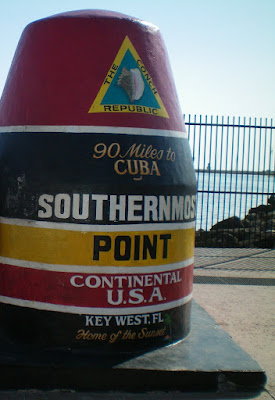 THE CONCH
REPUBLIC
90 Miles to
CUBA
SOUTHERNMOS
POINT
CONTINENTAL
U.S.A.
KEY WEST, FL
Home of the Sunset